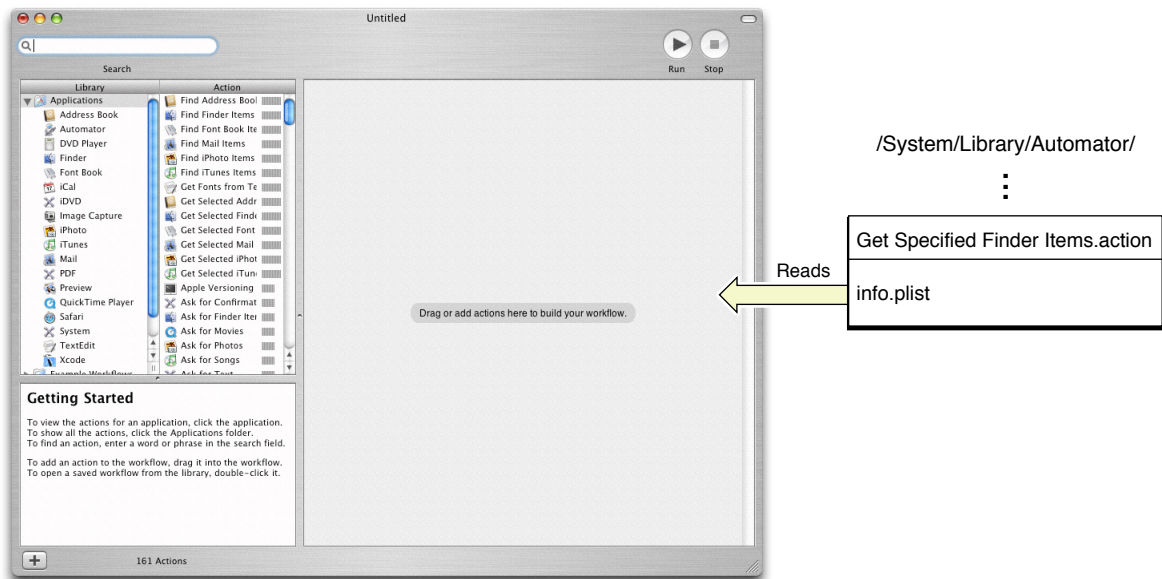 Untitled
Search
Run Stop
Library
Applications
Address Book
Automator
DVD Player
Finder
Font Book
iCal
iDVD
Image Capture
iPhoto
iTunes
Mail
PDF
Preview
QuickTime Player
Safari
System
TextEdit
Xcode
Example Workflows
Action
Find Address Bool
Find Finder Items
Find Font Book Ite
Find Mail Items
Find iPhoto Items
Find iTunes Items
Get Fonts from Te
Get Selected Addr
Get Selected Finde
Get Selected Font
Get Selected Mail
Get Selected iPhot
Get Selected iTun
Apple Versioning
Ask for Confirmat
Ask for Finder Iter
Ask for Movies
Ask for Photos
Ask for Songs
Ask for Text
Drag or add actions here to build your workflow.
Getting Started
To view the actions for an application, click the application.
To show all the actions, click the Applications folder.
To find an action, enter a word or phrase in the search field.
To add an action to the workflow, drag it into the workflow.
To open a saved workflow from the library, double-click it.
161 Actions
/System/Library/Automator/
Reads
Get Specified Finder Items.action
info.plist